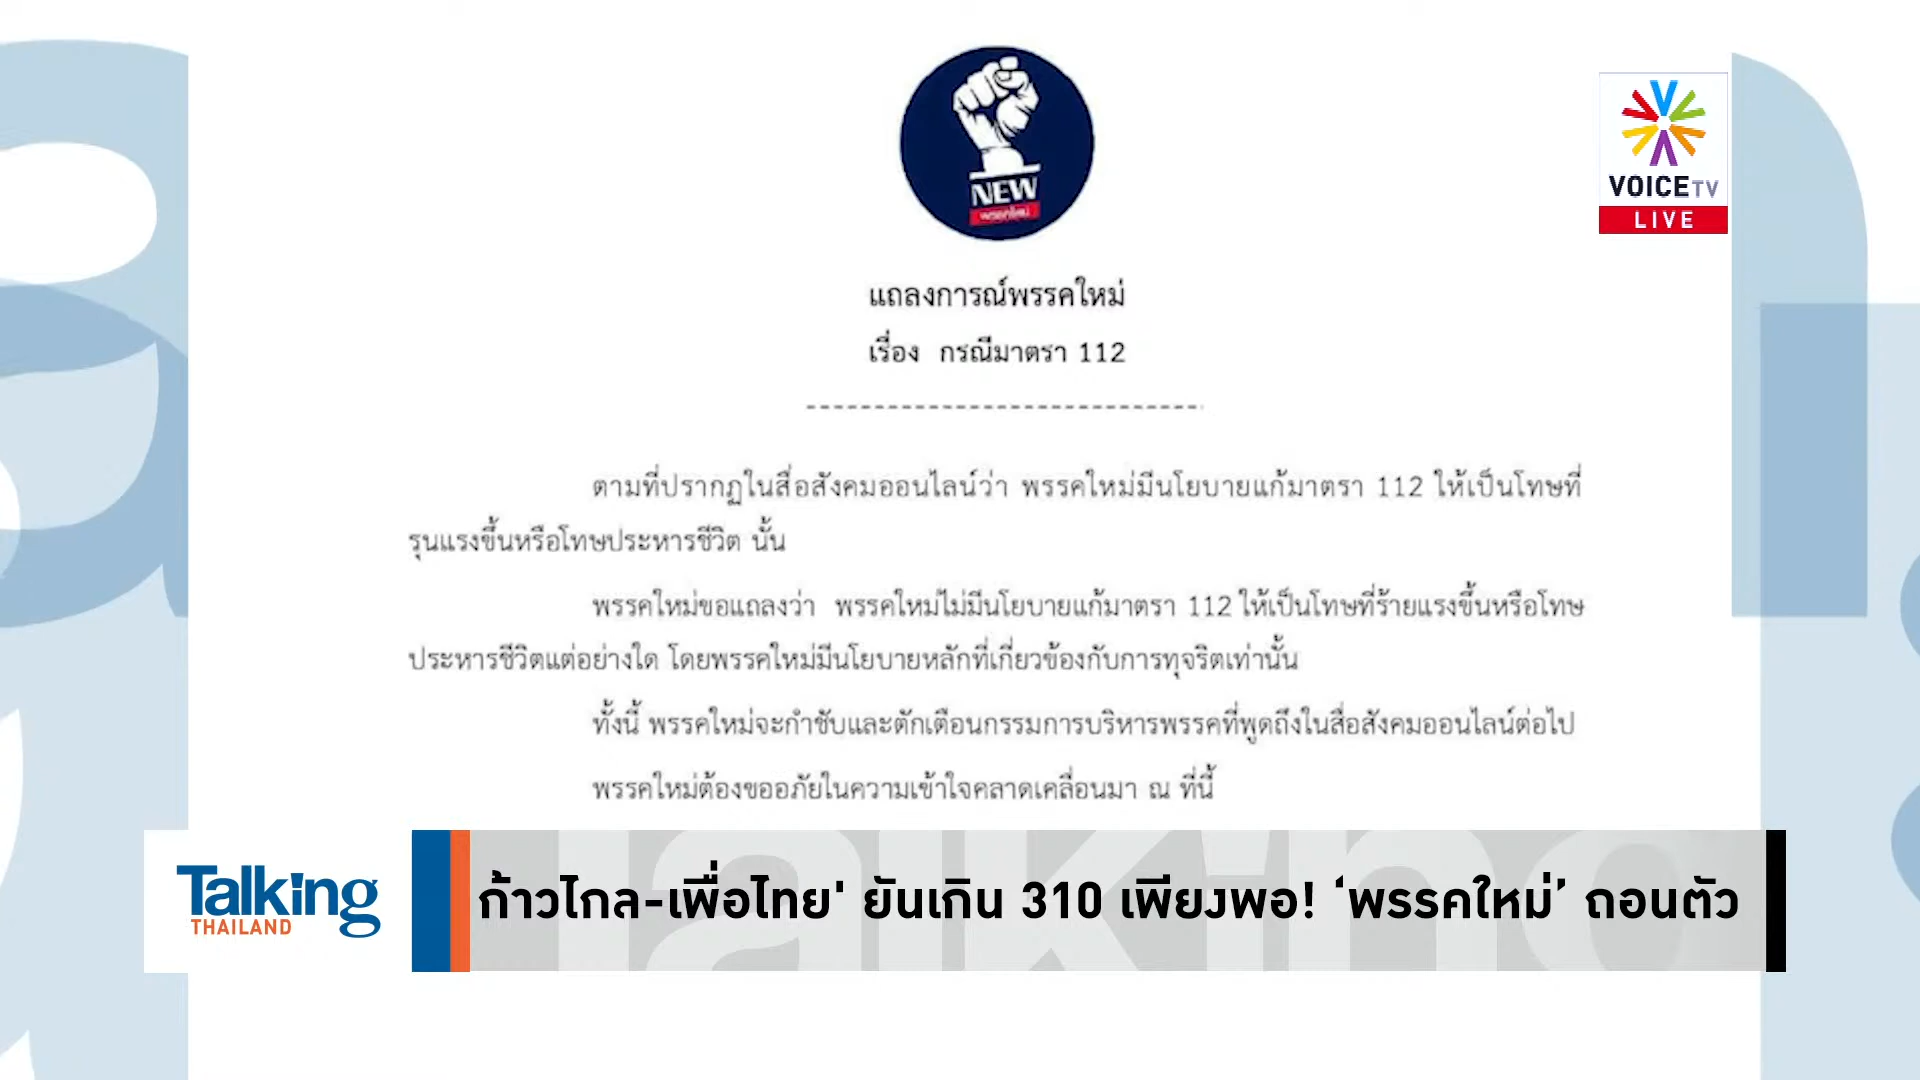 NEW
พรรคใหม่
VOICETV
LIVE
แถลงการณ์พรรคใหม่
เรื่อง กรณีมาตรา 112
-----------------------------
ตามที่ปรากฏในสื่อสังคมออนไลน์ว่า พรรคใหม่มีนโยบายแก้มาตรา 112 ให้เป็นโทษที่
รุนแรงขึ้นหรือโทษประหารชีวิต นั้น
พรรคใหม่ขอแถลงว่า พรรคใหม่ไม่มีนโยบายแก้มาตรา 112 ให้เป็นโทษที่ร้ายแรงขึ้นหรือโทษ
ประหารชีวิตแต่อย่างใด โดยพรรคใหม่มีนโยบายหลักที่เกี่ยวข้องกับการทุจริตเท่านั้น
ทั้งนี้ พรรคใหม่จะกำชับและตักเตือนกรรมการบริหารพรรคที่พูดถึงในสื่อสังคมออนไลน์ต่อไป
พรรคใหม่ต้องขออภัยในความเข้าใจคลาดเคลื่อนมา ณ ที่นี้
Talking
THAILAND
ก้าวไกล-เพื่อไทย' ยันเกิน 310 เพียงพอ! ‘พรรคใหม่’ ถอนตัว